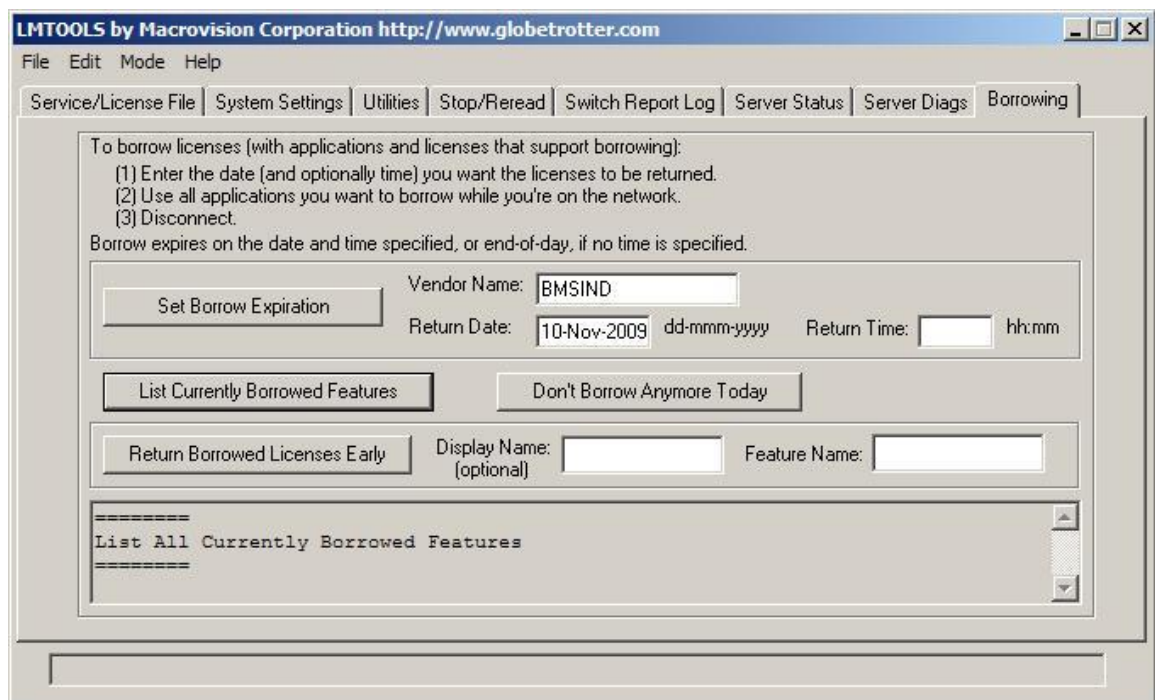 LMTOOLS by Macrovision Corporation http://www.globetrotter.com
File Edit Mode Help
Service/License File System Settings Utilities Stop/Reread Switch Report Log Server Status Server Diags Borrowing
To borrow licenses (with applications and licenses that support borrowing):
(1) Enter the date (and optionally time) you want the licenses to be returned.
(2) Use all applications you want to borrow while you're on the network.
(3) Disconnect.
Borrow expires on the date and time specified, or end-of-day, if no time is specified.
Set Borrow Expiration Vendor Name: BMSIND
Return Date: 10-Nov-2009 dd-mmm-yyyy Return Time: hh:mm
List Currently Borrowed Features Don't Borrow Anymore Today
Return Borrowed Licenses Early Display Name: Feature Name:
(optional)
========
List All Currently Borrowed Features
========